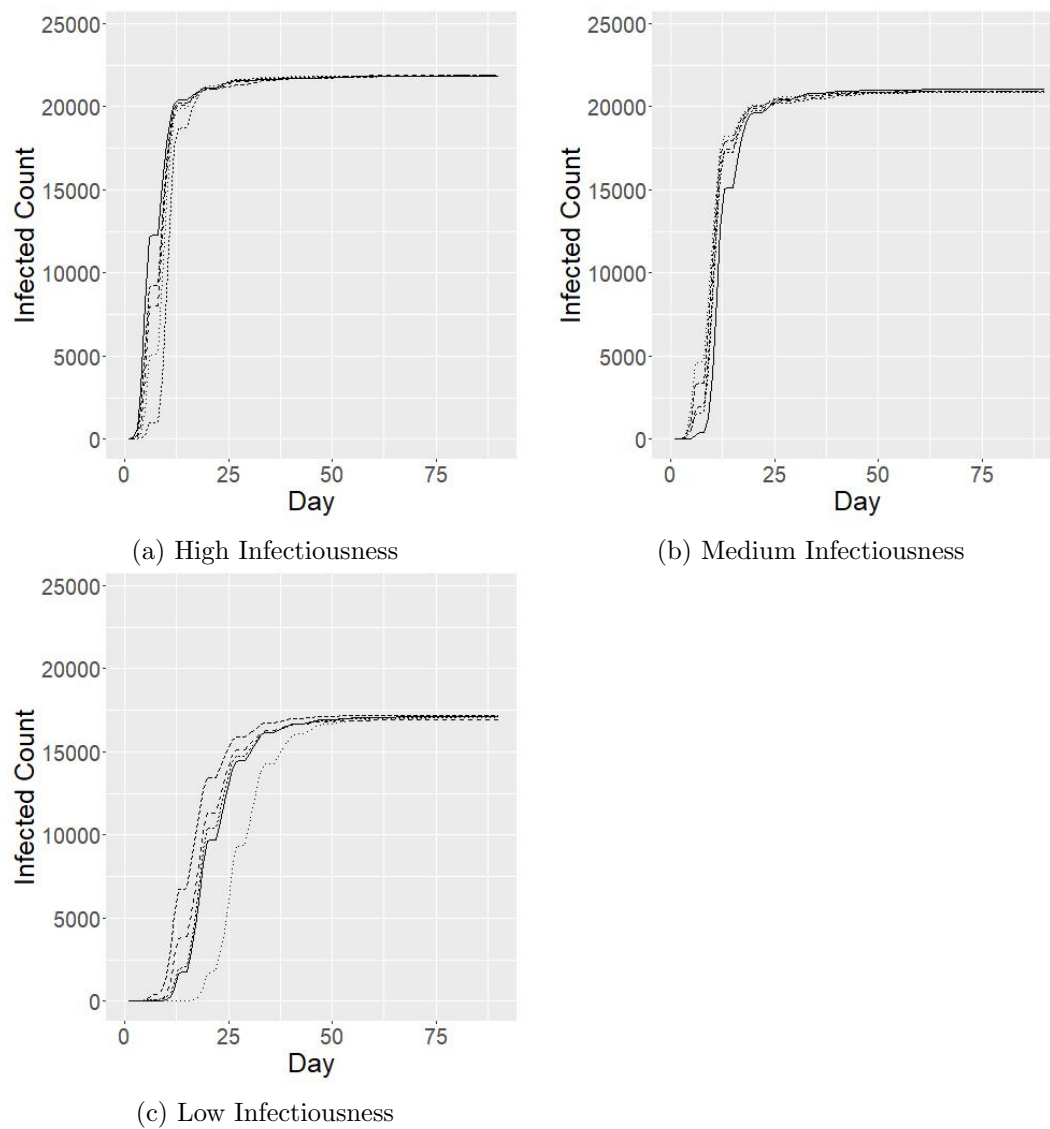 25000
20000
15000
10000
5000
0
Infected Count
0 25 50 75
Day
(a) High Infectiousness
25000
20000
15000
10000
5000
0
Infected Count
0 25 50 75
Day
(b) Medium Infectiousness
25000
20000
15000
10000
5000
0
Infected Count
0 25 50 75
Day
(c) Low Infectiousness